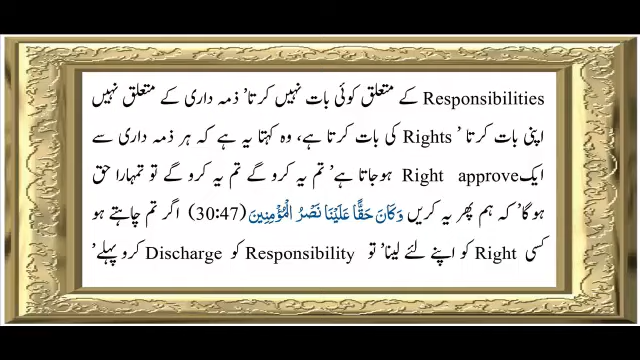 Responsibilities کے متعلق کوئی بات نہیں کرتا’ ذمہ داری کے متعلق نہیں
اپنی بات کرتا ’ Rights کی بات کرتا ہے، وہ کہتا یہ ہے کہ ہر ذمہ داری سے
ایک Right approve ہوجاتا ہے’ تم یہ کرو گے تم یہ کرو گے تو تمہارا حق
ہوگا’ کہ ہم پھر یہ کریں وَكَانَ حَقًّا عَلَيْنَا نَصْرُ الْمُؤْمِنِينَ (30:47) اگر تم چاہتے ہو
کسی Right کو اپنے لئے لینا’ تو Responsibility کو Discharge کرو پہلے’